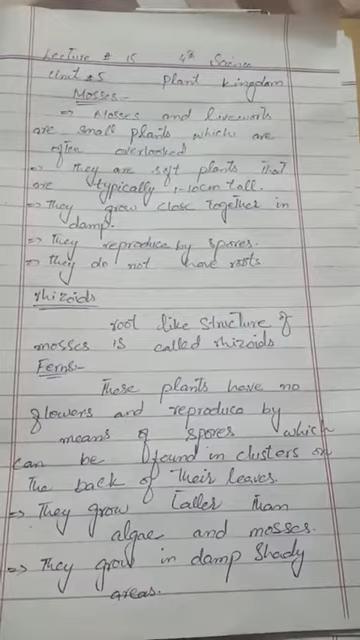 Lecture # 15 4th Science
Unit # 5 Plant Kingdom
Mosses:-
⇒ Mosses and liveworts
are small plants which are
often overlooked
⇒ They are soft plants that
are typically 1-10cm tall.
⇒ They grow close together in
damp.
⇒ They reproduce by spores.
⇒ They do not have roots
rhizoids
root like structure of
mosses is called rhizoids
Ferns:-
These plants have no
flowers and reproduce by
means of spores which
can be found in clusters on
the back of their leaves.
⇒ They grow taller than
algae and mosses.
⇒ They grow in damp shady
areas.